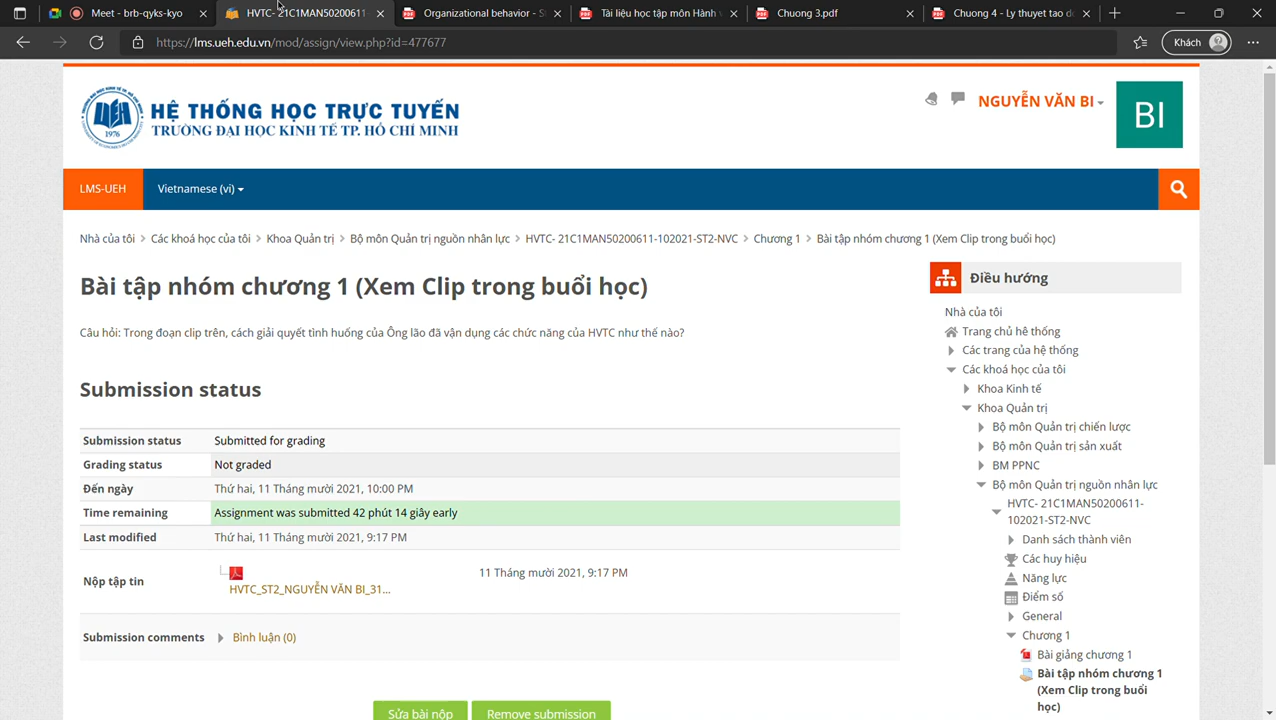 Meet - brb-qyks-kyo
HVTC- 21C1MAN50200611
Organizational behavior - S
Tài liệu học tập môn Hành v
Chuong 3.pdf
Chuong 4 - Ly thuyet tao d
https://lms.ueh.edu.vn/mod/assign/view.php?id=477677
Khách
1976
HỆ THỐNG HỌC TRỰC TUYẾN
TRƯỜNG ĐẠI HỌC KINH TẾ TP. HỒ CHÍ MINH
NGUYỄN VĂN BI
BI
LMS-UEH
Vietnamese (vi)
Nhà của tôi > Các khoá học của tôi > Khoa Quản trị > Bộ môn Quản trị nguồn nhân lực > HVTC- 21C1MAN50200611-102021-ST2-NVC > Chương 1 > Bài tập nhóm chương 1 (Xem Clip trong buổi học)
Bài tập nhóm chương 1 (Xem Clip trong buổi học)
Câu hỏi: Trong đoạn clip trên, cách giải quyết tình huống của Ông lão đã vận dụng các chức năng của HVTC như thế nào?
Submission status
Submission status Submitted for grading
Grading status Not graded
Đến ngày Thứ hai, 11 Tháng mười 2021, 10:00 PM
Time remaining Assignment was submitted 42 phút 14 giây early
Last modified Thứ hai, 11 Tháng mười 2021, 9:17 PM
Nộp tập tin
HVTC_ST2_NGUYỄN VĂN BI_31...
11 Tháng mười 2021, 9:17 PM
Submission comments Bình luận (0)
Sửa bài nộp
Remove submission
Điều hướng
Nhà của tôi
Trang chủ hệ thống
Các trang của hệ thống
Các khoá học của tôi
Khoa Kinh tế
Khoa Quản trị
Bộ môn Quản trị chiến lược
Bộ môn Quản trị sản xuất
BM PPNC
Bộ môn Quản trị nguồn nhân lực
HVTC- 21C1MAN50200611-
102021-ST2-NVC
Danh sách thành viên
Các huy hiệu
Năng lực
Điểm số
General
Chương 1
Bài giảng chương 1
Bài tập nhóm chương 1
(Xem Clip trong buổi
học)